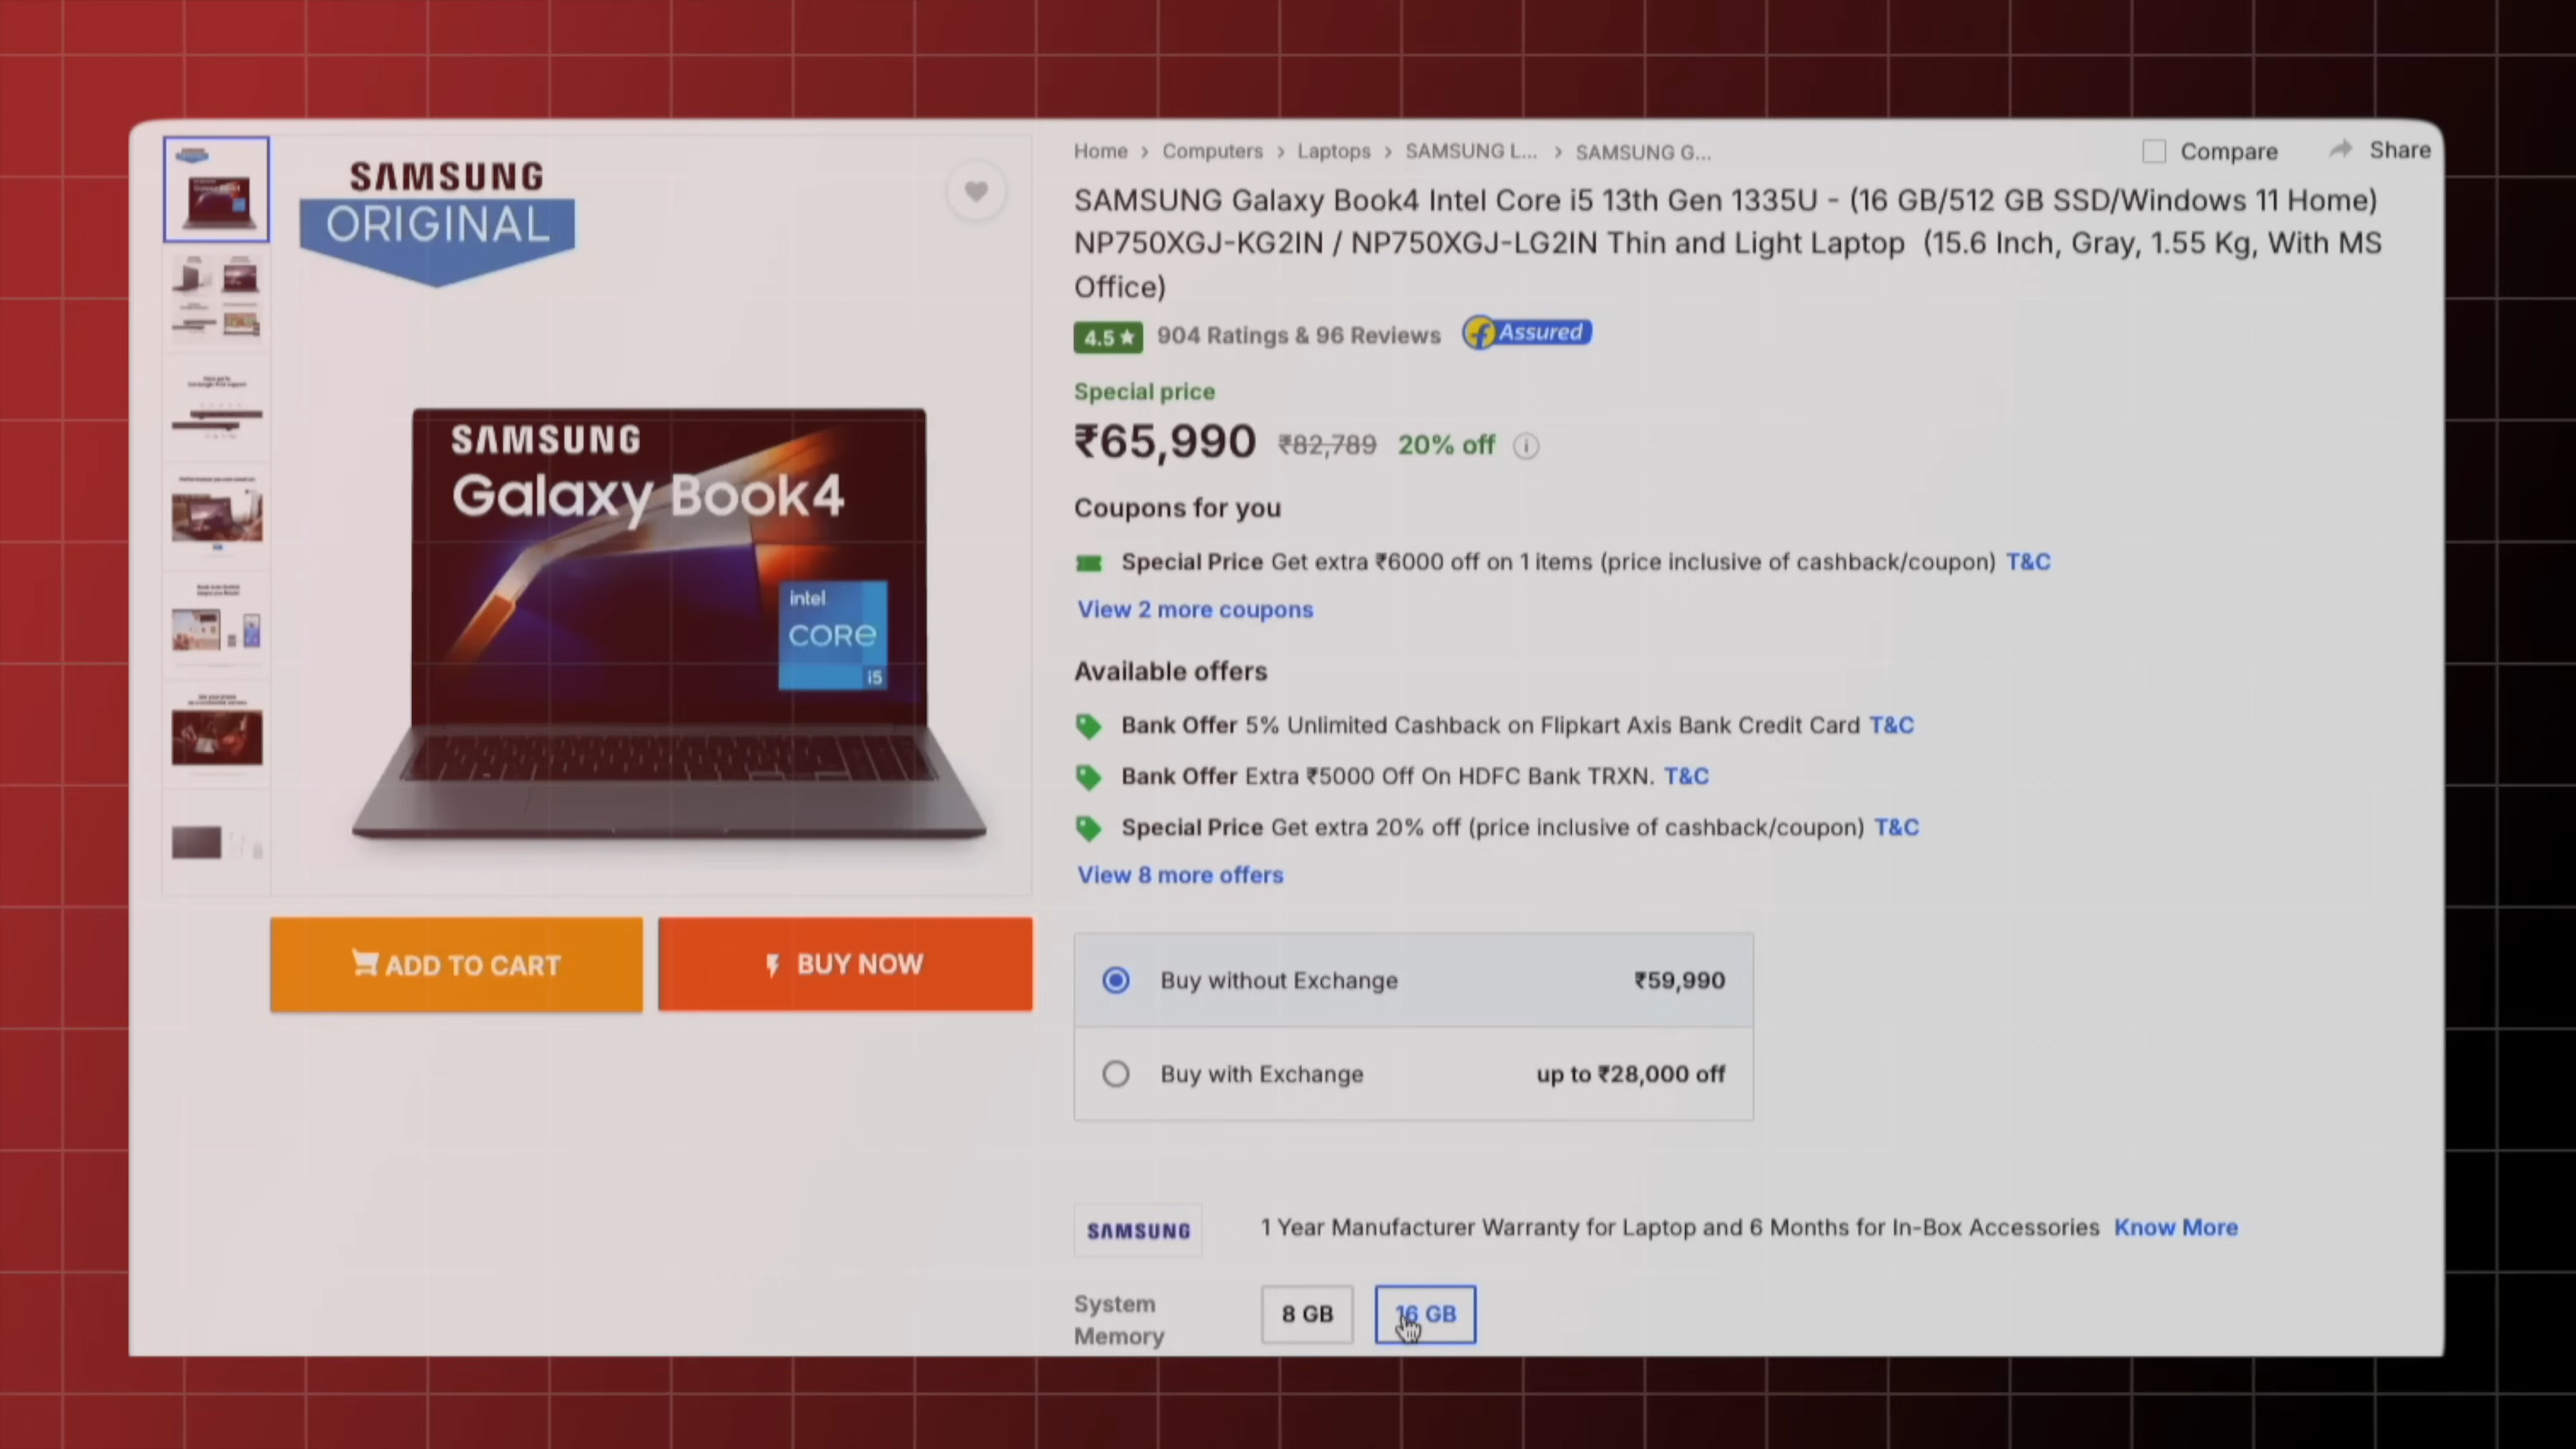 SAMSUNG
ORIGINAL
SAMSUNG
Galaxy Book4
intel
CORE
i5
ADD TO CART
BUY NOW
Home > Computers > Laptops > SAMSUNG L... > SAMSUNG G...
Compare
Share
SAMSUNG Galaxy Book4 Intel Core i5 13th Gen 1335U - (16 GB/512 GB SSD/Windows 11 Home)
NP750XGJ-KG2IN / NP750XGJ-LG2IN Thin and Light Laptop (15.6 Inch, Gray, 1.55 Kg, With MS
Office)
4.5★ 904 Ratings & 96 Reviews f Assured
Special price
₹65,990 ₹82,789 20% off i
Coupons for you
Special Price Get extra ₹6000 off on 1 items (price inclusive of cashback/coupon) T&C
View 2 more coupons
Available offers
Bank Offer 5% Unlimited Cashback on Flipkart Axis Bank Credit Card T&C
Bank Offer Extra ₹5000 Off On HDFC Bank TRXN. T&C
Special Price Get extra 20% off (price inclusive of cashback/coupon) T&C
View 8 more offers
Buy without Exchange ₹59,990
Buy with Exchange up to ₹28,000 off
SAMSUNG 1 Year Manufacturer Warranty for Laptop and 6 Months for In-Box Accessories Know More
System
Memory
8 GB
16 GB